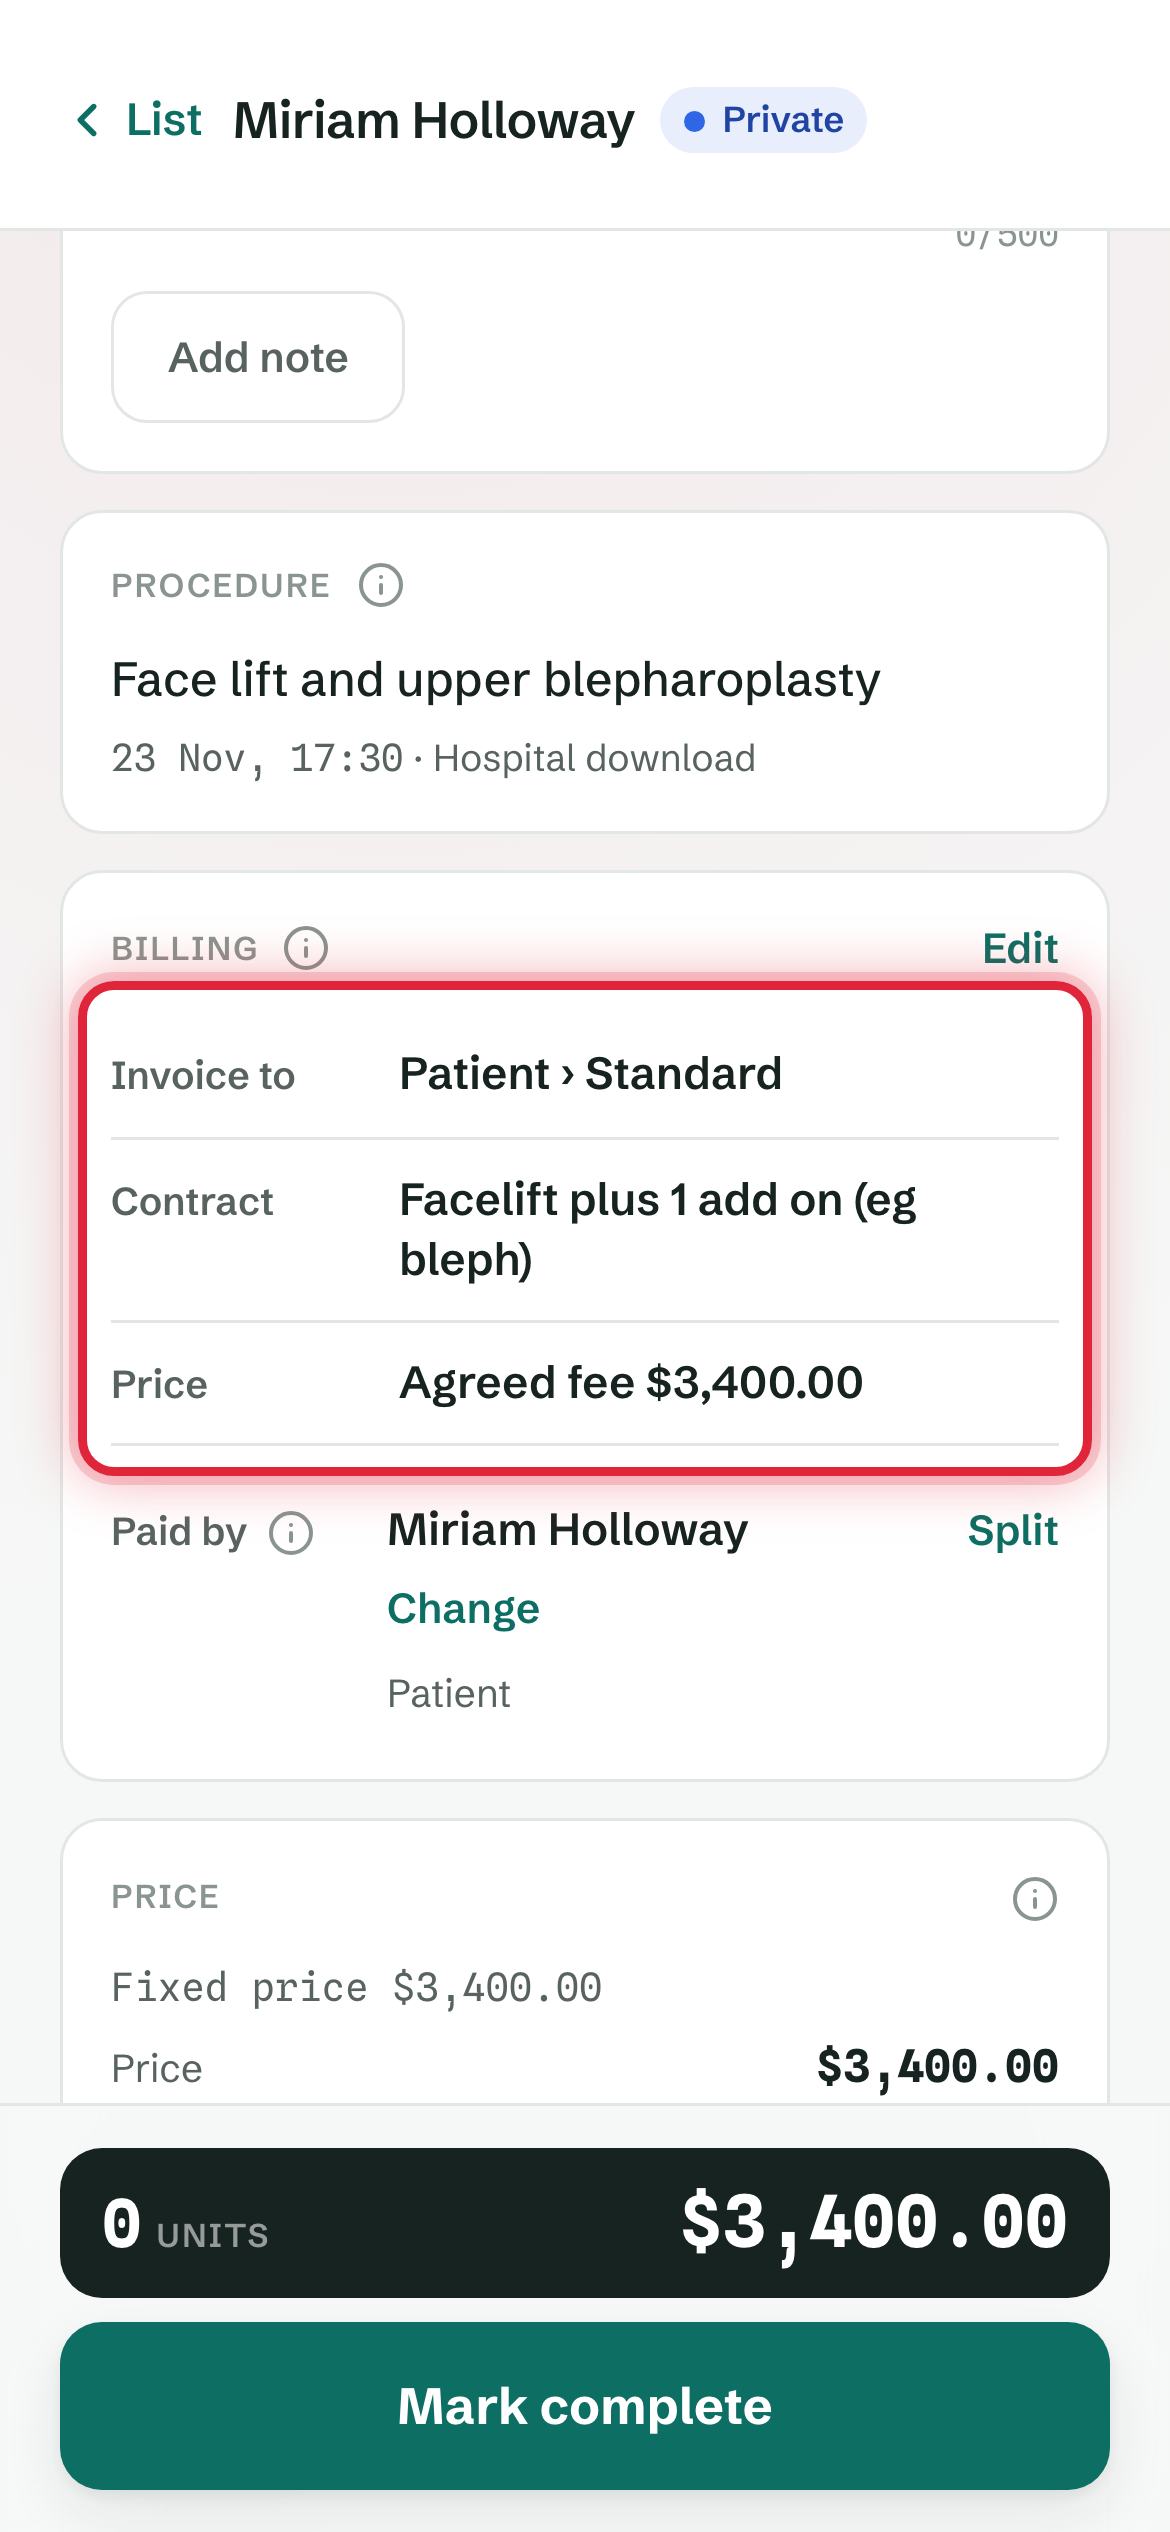 List Miriam Holloway Private
0/500
Add note
PROCEDURE
Face lift and upper blepharoplasty
23 Nov, 17:30 · Hospital download
BILLING Edit
Invoice to Patient › Standard
Contract Facelift plus 1 add on (eg
bleph)
Price Agreed fee $3,400.00
Paid by Miriam Holloway Split
Change
Patient
PRICE
Fixed price $3,400.00
Price $3,400.00
0 UNITS $3,400.00
Mark complete